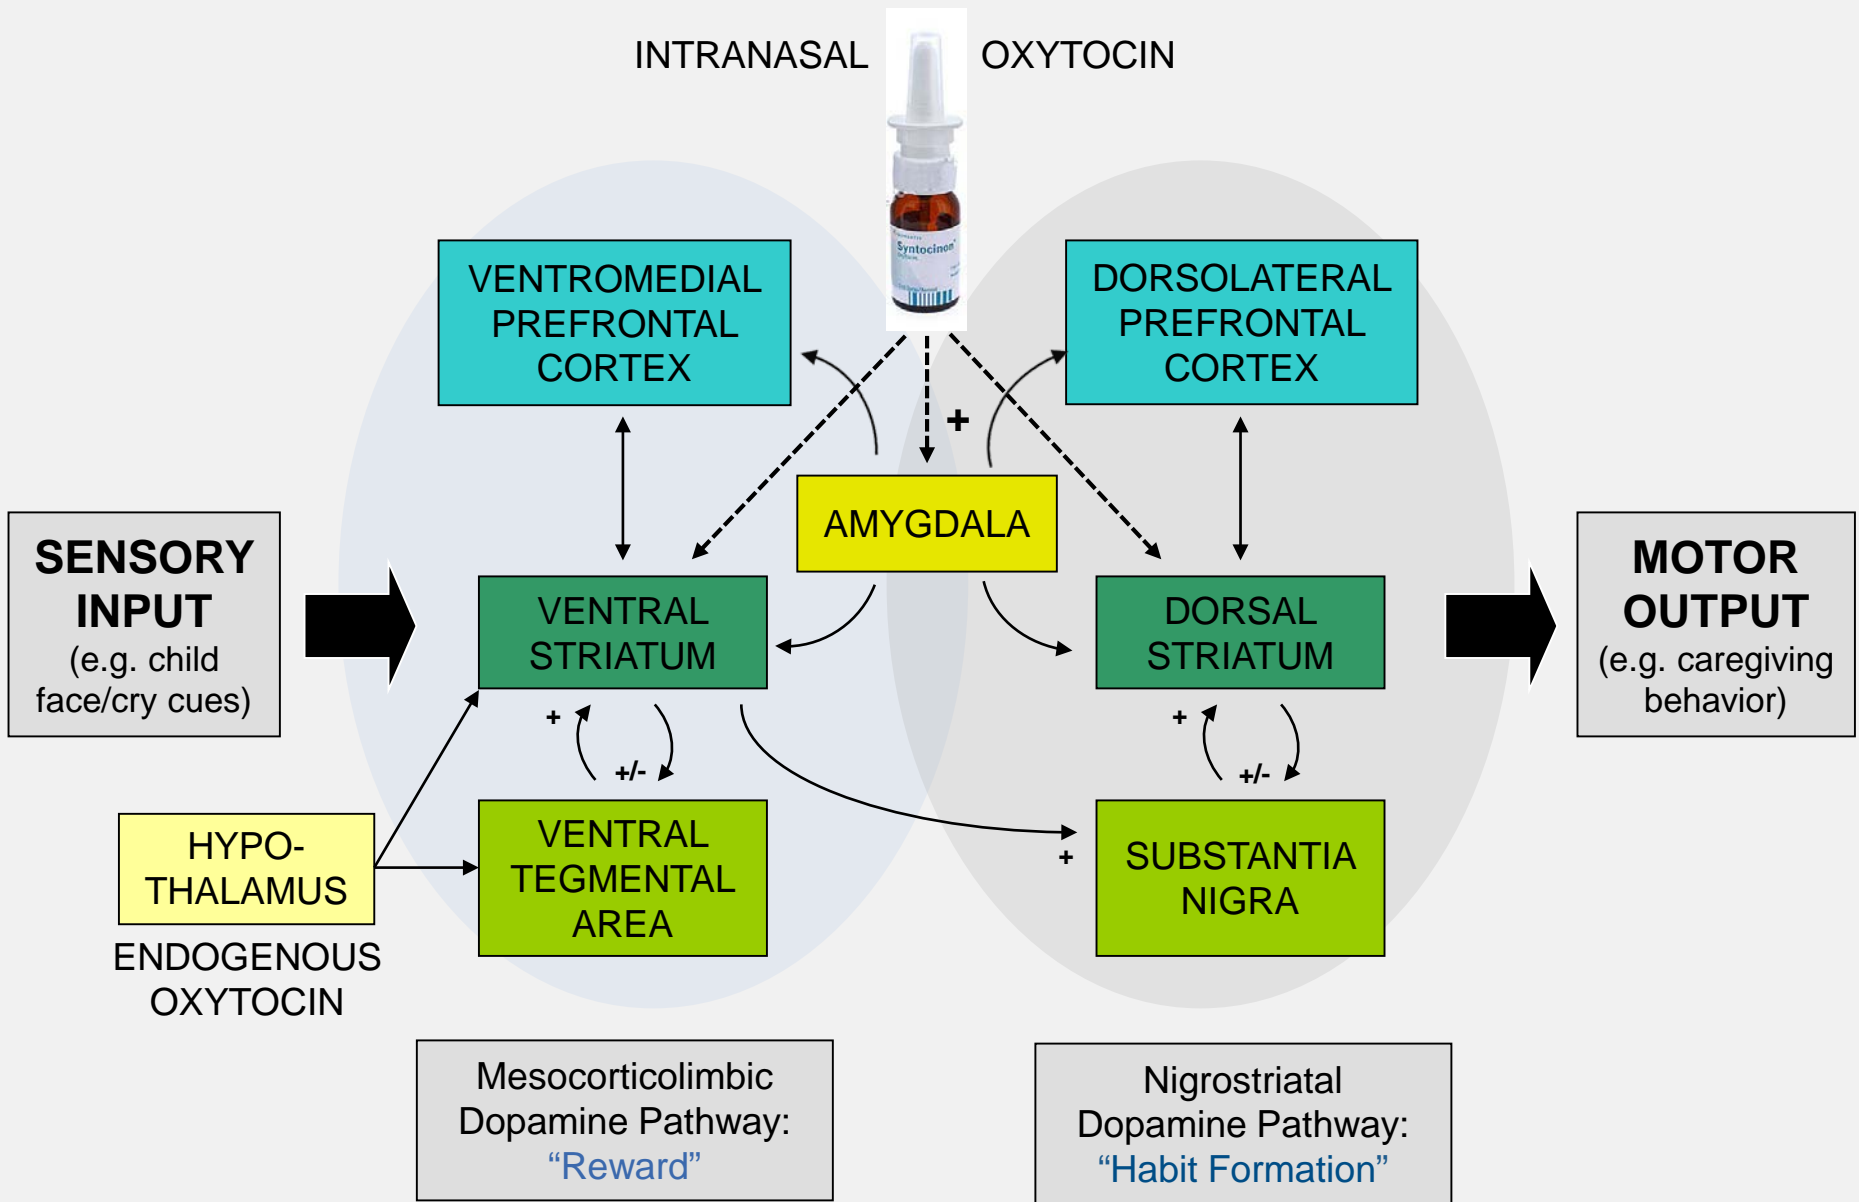 INTRANASAL
OXYTOCIN
Syntocinon
VENTROMEDIAL
PREFRONTAL
CORTEX
DORSOLATERAL
PREFRONTAL
CORTEX
+
AMYGDALA
SENSORY
INPUT
(e.g. child
face/cry cues)
VENTRAL
STRIATUM
DORSAL
STRIATUM
MOTOR
OUTPUT
(e.g. caregiving
behavior)
+
+/-
+
+/-
HYPO-
THALAMUS
ENDOGENOUS
OXYTOCIN
VENTRAL
TEGMENTAL
AREA
+
SUBSTANTIA
NIGRA
Mesocorticolimbic
Dopamine Pathway:
“Reward”
Nigrostriatal
Dopamine Pathway:
“Habit Formation”